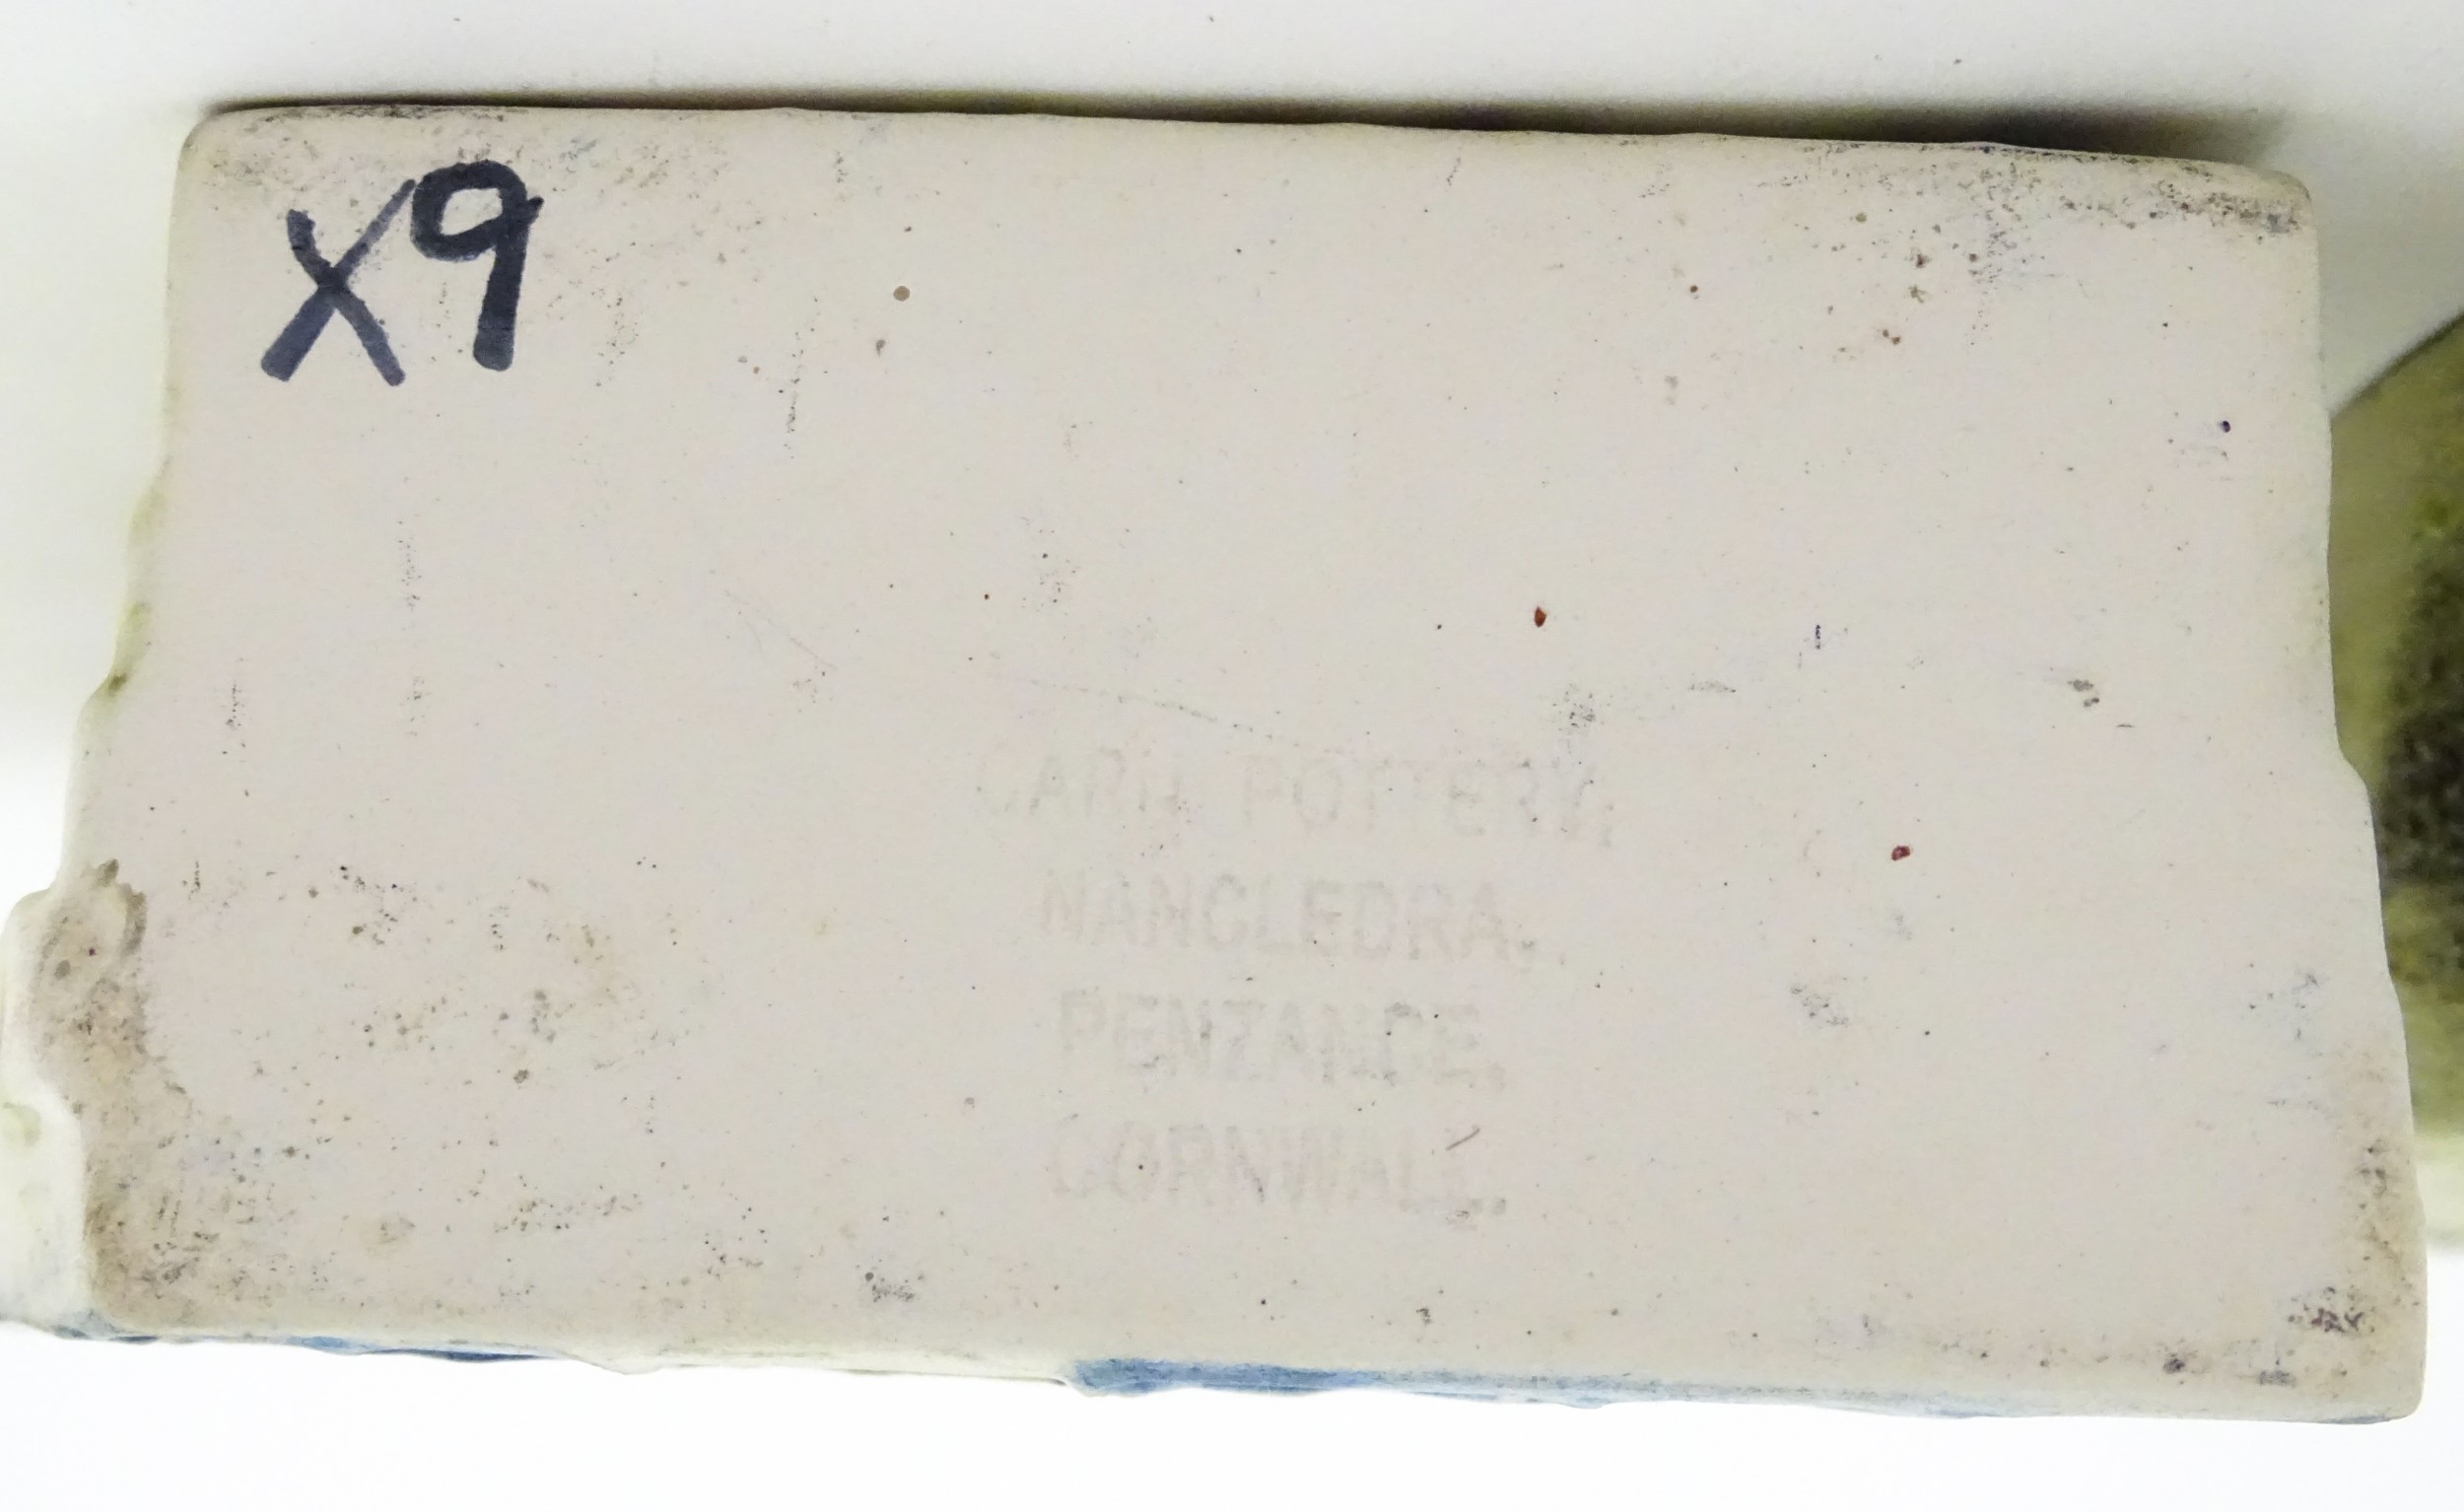 X9
CARN POTTERY,
NANCLEDRA,
PENZANCE,
CORNWALL.